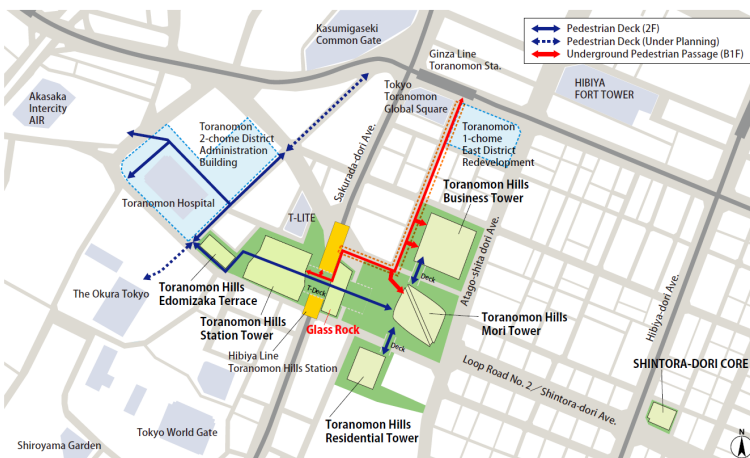 Kasumigaseki
Common Gate
Ginza Line
Toranomon Sta.
Pedestrian Deck (2F)
Pedestrian Deck (Under Planning)
Underground Pedestrian Passage (B1F)
Akasaka
Intercity
AIR
Tokyo
Toranomon
Global Square
HIBIYA
FORT TOWER
Toranomon
2-chome District
Administration
Building
Sakurada-dori Ave.
Toranomon
1-chome
East District
Redevelopment
Toranomon Hospital
T-LITE
Toranomon Hills
Business Tower
Deck
Atago-shita dori Ave.
Hibiya-dori Ave.
The Okura Tokyo
Toranomon Hills
Edomizaka Terrace
T-Deck
Toranomon Hills
Station Tower
Glass Rock
Toranomon Hills
Mori Tower
Deck
Hibiya Line
Toranomon Hills Station
Loop Road No. 2/Shintora-dori Ave.
SHINTORA-DORI CORE
Toranomon Hills
Residential Tower
Tokyo World Gate
Shiroyama Garden
N